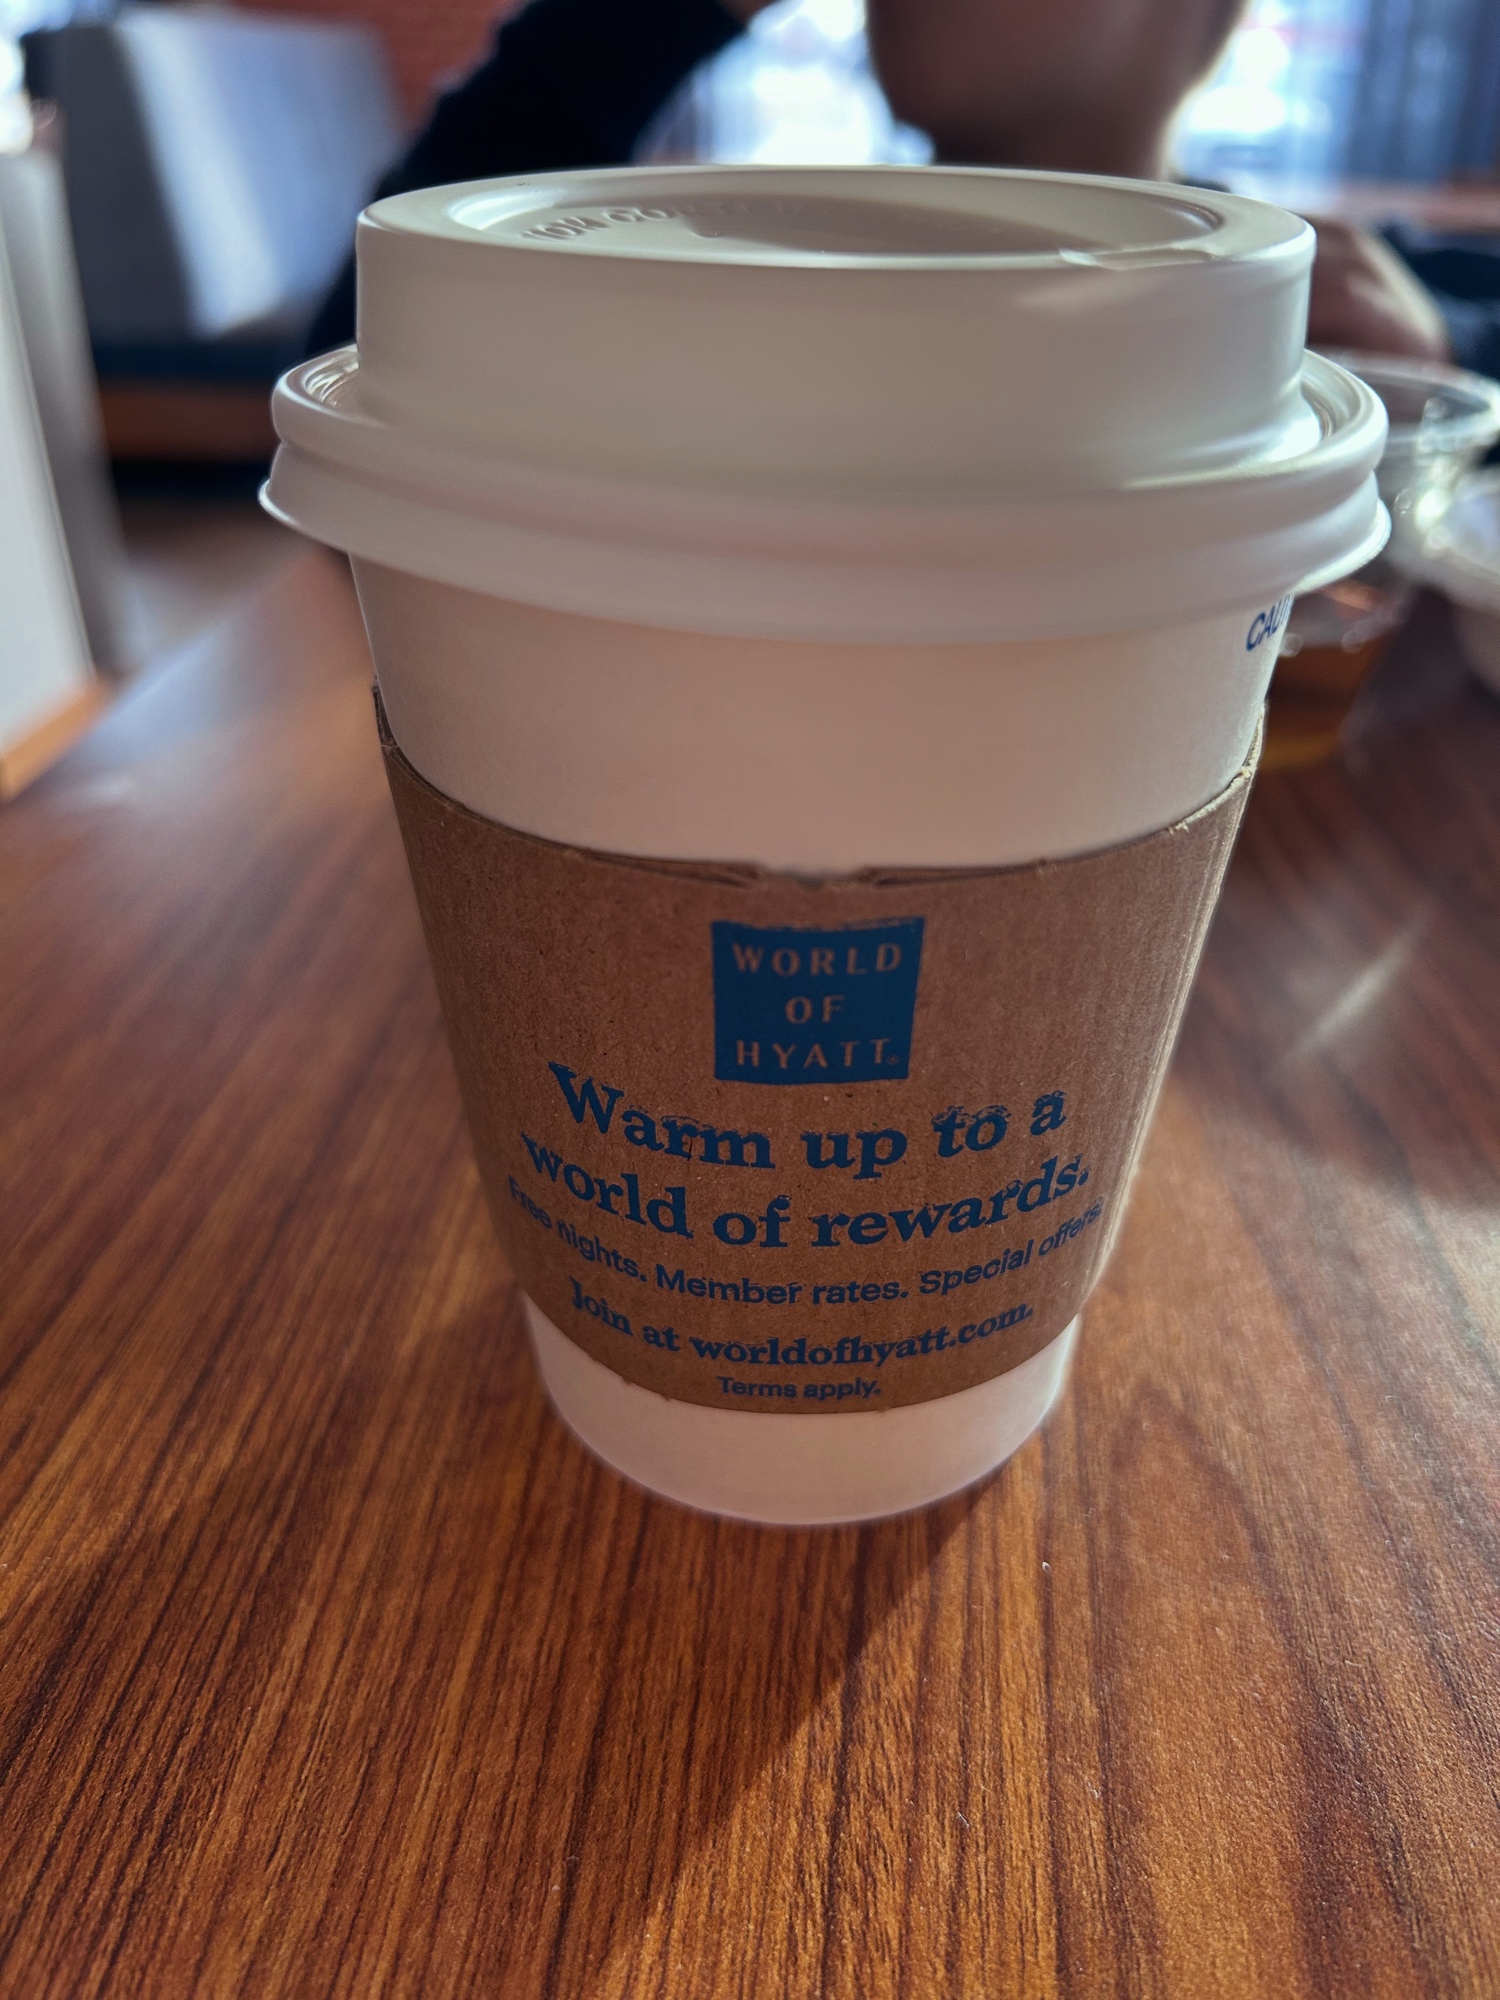 WORLD
OF
HYATT®
Warm up to a
world of rewards.
Free nights. Member rates. Special offers.
Join at worldofhyatt.com.
Terms apply.